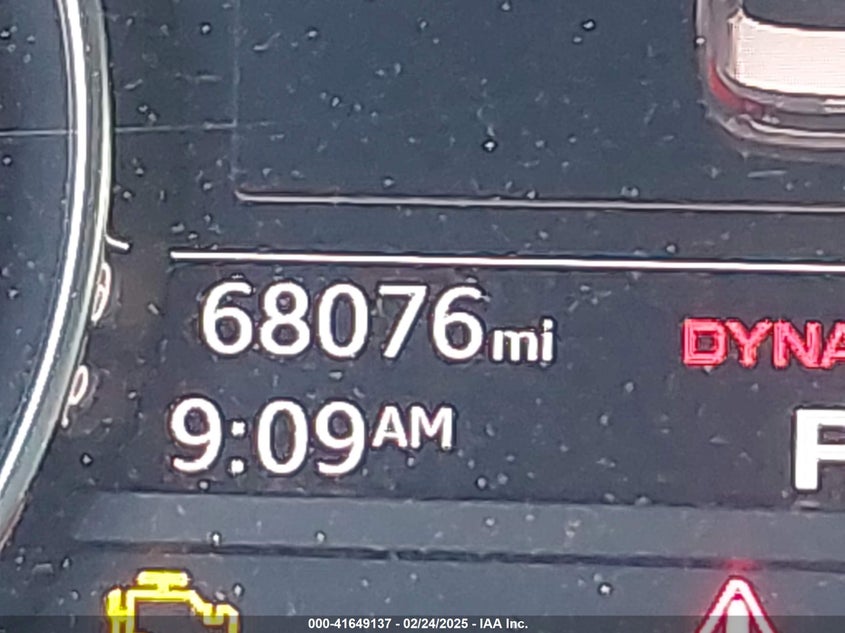 68076mi
DYNA
9:09AM
P
000-41649137 - 02/24/2025 - IAA Inc.